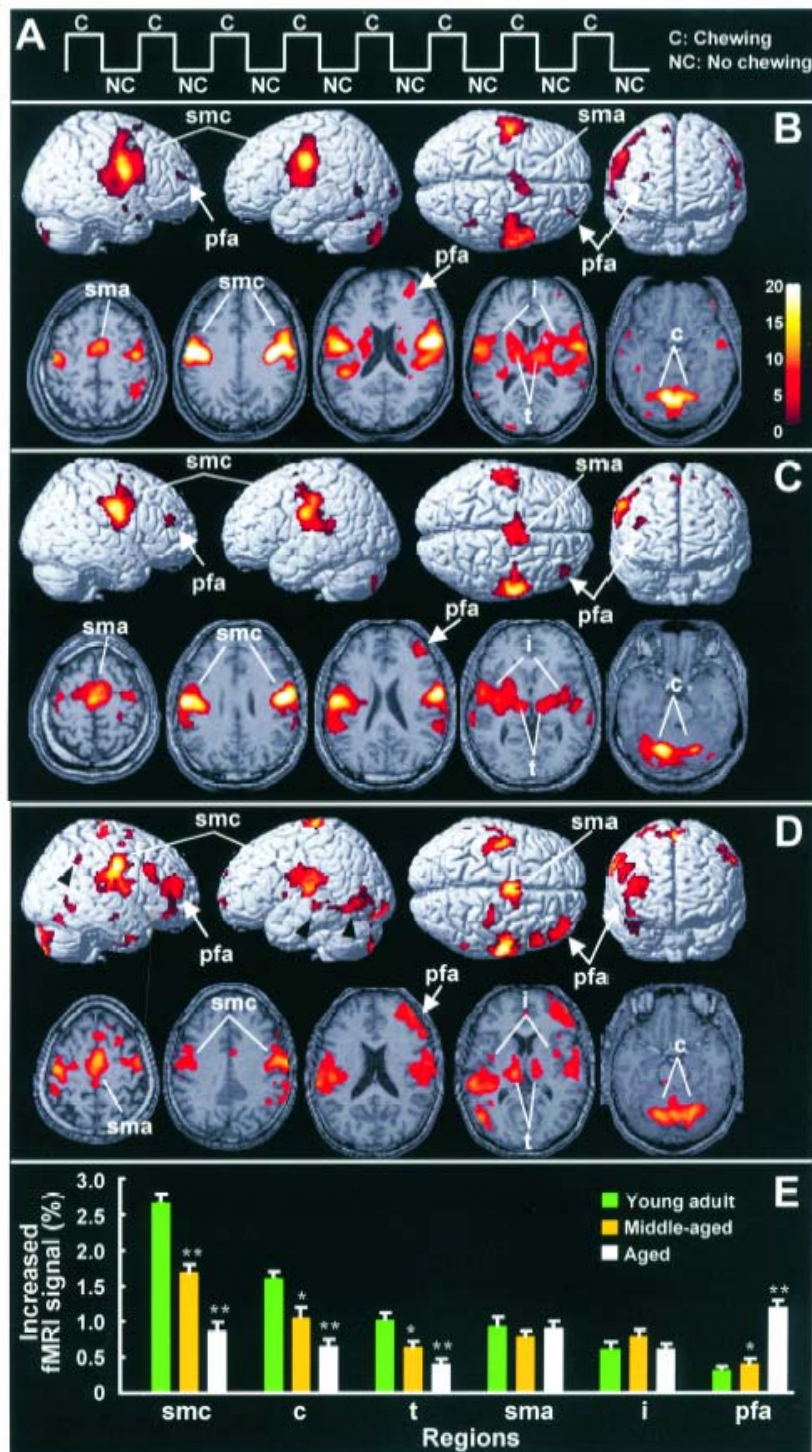 A
C C C C C C C C
NC NC NC NC NC NC NC NC
C: Chewing
NC: No chewing
B
smc
sma
pfa
pfa
pfa
sma
smc
i
c
t
20
15
10
5
0
C
smc
sma
pfa
pfa
pfa
sma
smc
i
c
t
D
smc
sma
pfa
pfa
pfa
smc
i
c
sma
t
E
Increased
fMRI signal (%)
3.0
2.5
2.0
1.5
1.0
0.5
0
Young adult
Middle-aged
Aged
** ** * ** * ** * **
smc c t sma i pfa
Regions